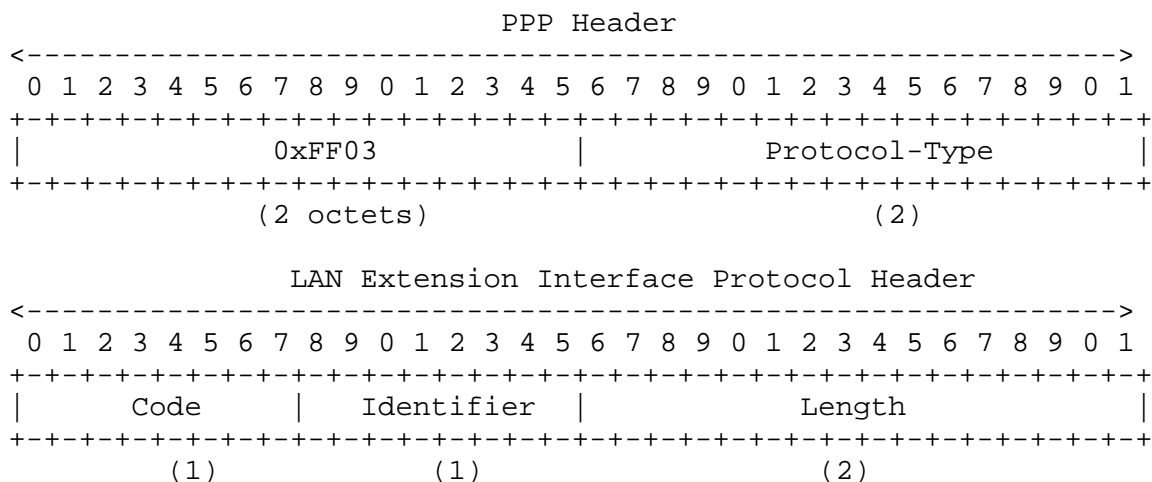 PPP Header
<-------------------------------------------------------------->
 0 1 2 3 4 5 6 7 8 9 0 1 2 3 4 5 6 7 8 9 0 1 2 3 4 5 6 7 8 9 0 1
+-+-+-+-+-+-+-+-+-+-+-+-+-+-+-+-+-+-+-+-+-+-+-+-+-+-+-+-+-+-+-+-+
|              0xFF03           |          Protocol-Type        |
+-+-+-+-+-+-+-+-+-+-+-+-+-+-+-+-+-+-+-+-+-+-+-+-+-+-+-+-+-+-+-+-+
              (2 octets)                         (2)
                LAN Extension Interface Protocol Header
<-------------------------------------------------------------->
 0 1 2 3 4 5 6 7 8 9 0 1 2 3 4 5 6 7 8 9 0 1 2 3 4 5 6 7 8 9 0 1
+-+-+-+-+-+-+-+-+-+-+-+-+-+-+-+-+-+-+-+-+-+-+-+-+-+-+-+-+-+-+-+-+
|      Code     |   Identifier  |            Length             |
+-+-+-+-+-+-+-+-+-+-+-+-+-+-+-+-+-+-+-+-+-+-+-+-+-+-+-+-+-+-+-+-+
         (1)            (1)                   (2)